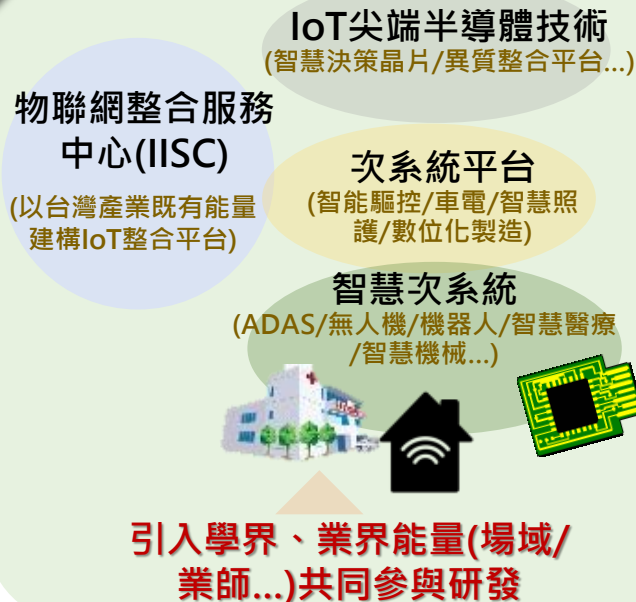 IoT尖端半導體技術
(智慧決策晶片/異質整合平台...)
物聯網整合服務
中心(IISC)
(以台灣產業既有能量
建構IoT整合平台)
次系統平台
(智能驅控/車電/智慧照
護/數位化製造)
智慧次系統
(ADAS/無人機/機器人/智慧醫療
/智慧機械...)
引入學界、業界能量(場域/
業師...)共同參與研發